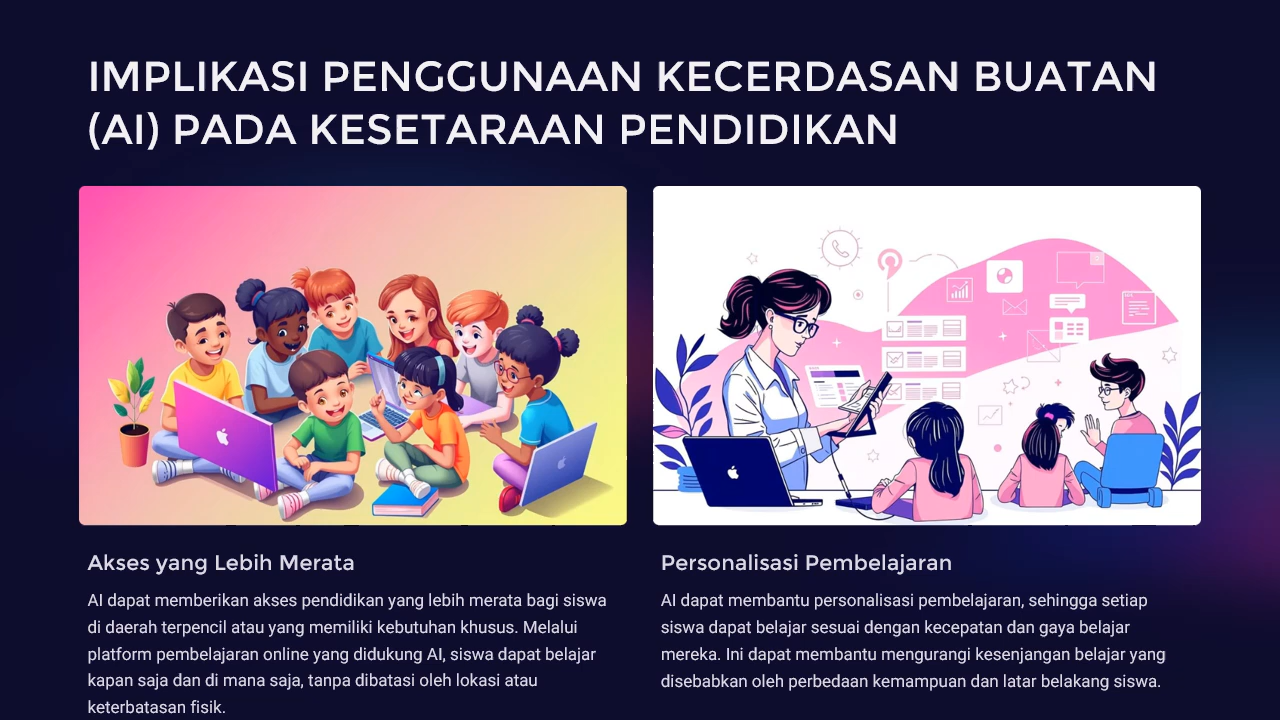 IMPLIKASI PENGGUNAAN KECERDASAN BUATAN
(AI) PADA KESETARAAN PENDIDIKAN
Akses yang Lebih Merata
AI dapat memberikan akses pendidikan yang lebih merata bagi siswa
di daerah terpencil atau yang memiliki kebutuhan khusus. Melalui
platform pembelajaran online yang didukung AI, siswa dapat belajar
kapan saja dan di mana saja, tanpa dibatasi oleh lokasi atau
keterbatasan fisik.
Personalisasi Pembelajaran
AI dapat membantu personalisasi pembelajaran, sehingga setiap
siswa dapat belajar sesuai dengan kecepatan dan gaya belajar
mereka. Ini dapat membantu mengurangi kesenjangan belajar yang
disebabkan oleh perbedaan kemampuan dan latar belakang siswa.